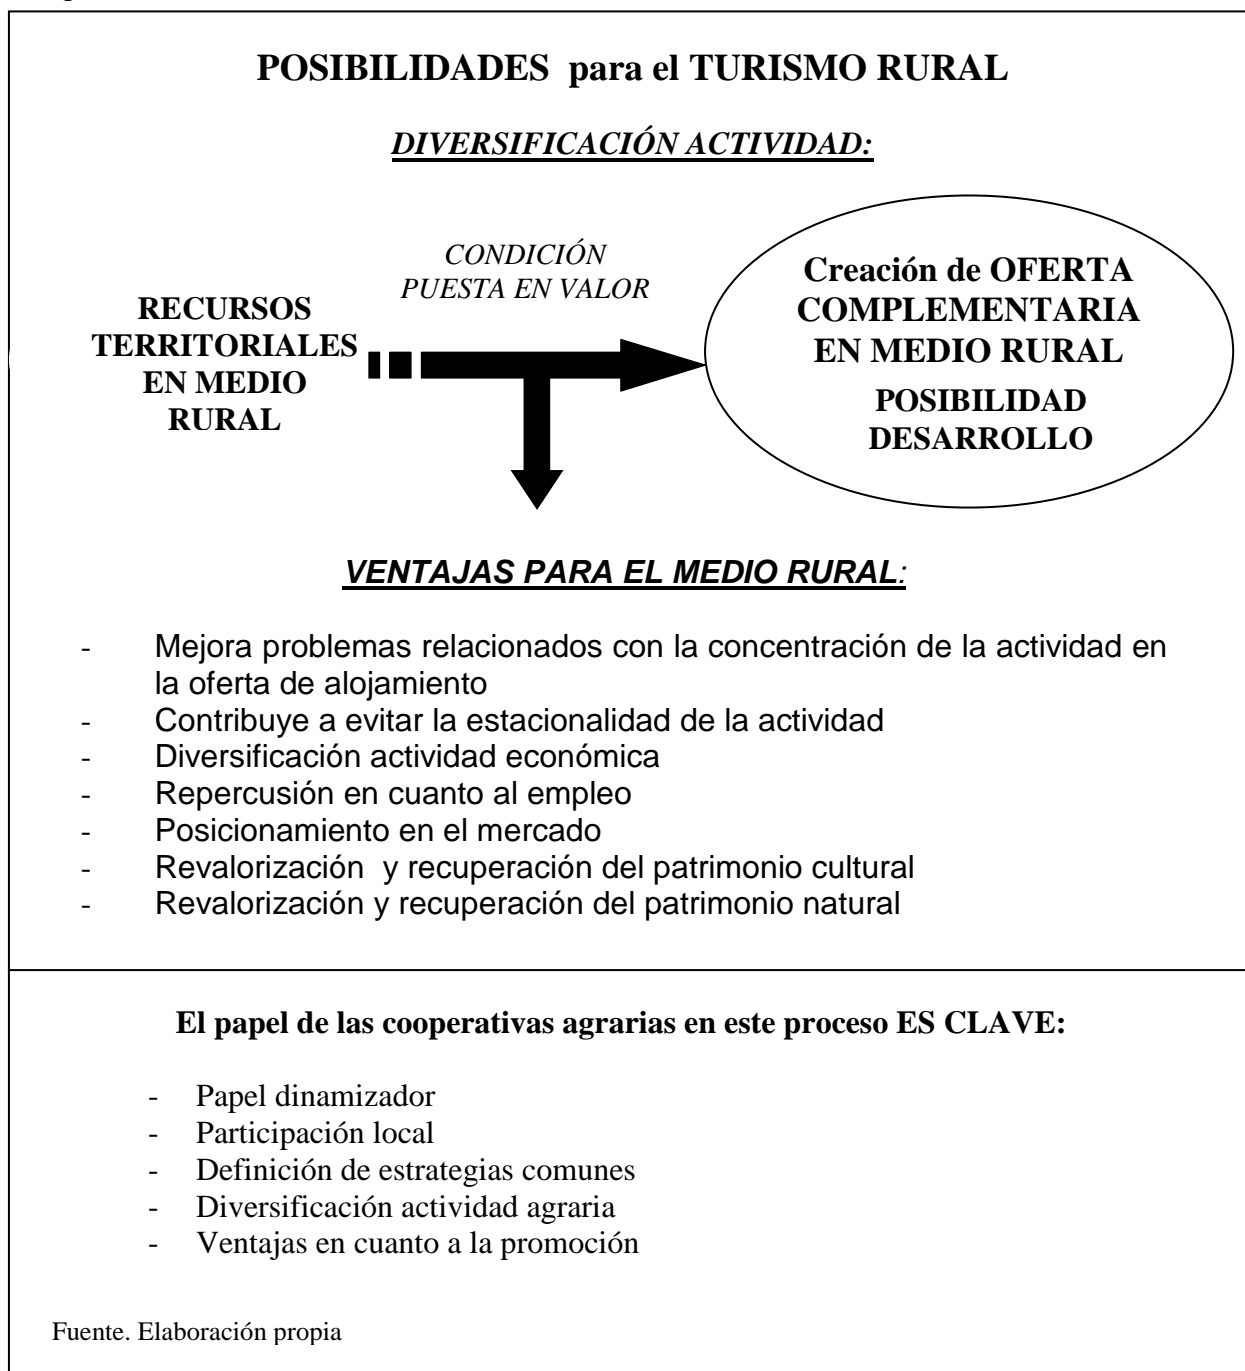 POSIBILIDADES para el TURISMO RURAL
DIVERSIFICACIÓN ACTIVIDAD:
CONDICIÓN
PUESTA EN VALOR
RECURSOS
TERRITORIALES
EN MEDIO
RURAL
Creación de OFERTA
COMPLEMENTARIA
EN MEDIO RURAL
POSIBILIDAD
DESARROLLO
VENTAJAS PARA EL MEDIO RURAL:
- Mejora problemas relacionados con la concentración de la actividad en
la oferta de alojamiento
- Contribuye a evitar la estacionalidad de la actividad
- Diversificación actividad económica
- Repercusión en cuanto al empleo
- Posicionamiento en el mercado
- Revalorización y recuperación del patrimonio cultural
- Revalorización y recuperación del patrimonio natural
El papel de las cooperativas agrarias en este proceso ES CLAVE:
- Papel dinamizador
- Participación local
- Definición de estrategias comunes
- Diversificación actividad agraria
- Ventajas en cuanto a la promoción
Fuente. Elaboración propia